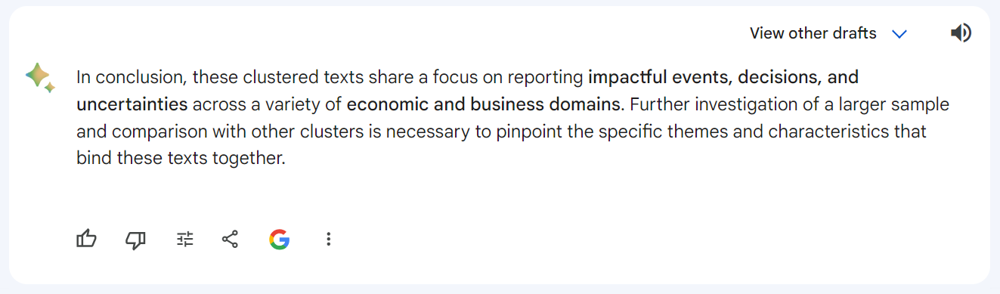 View other drafts
In conclusion, these clustered texts share a focus on reporting impactful events, decisions, and
uncertainties across a variety of economic and business domains. Further investigation of a larger sample
and comparison with other clusters is necessary to pinpoint the specific themes and characteristics that
bind these texts together.